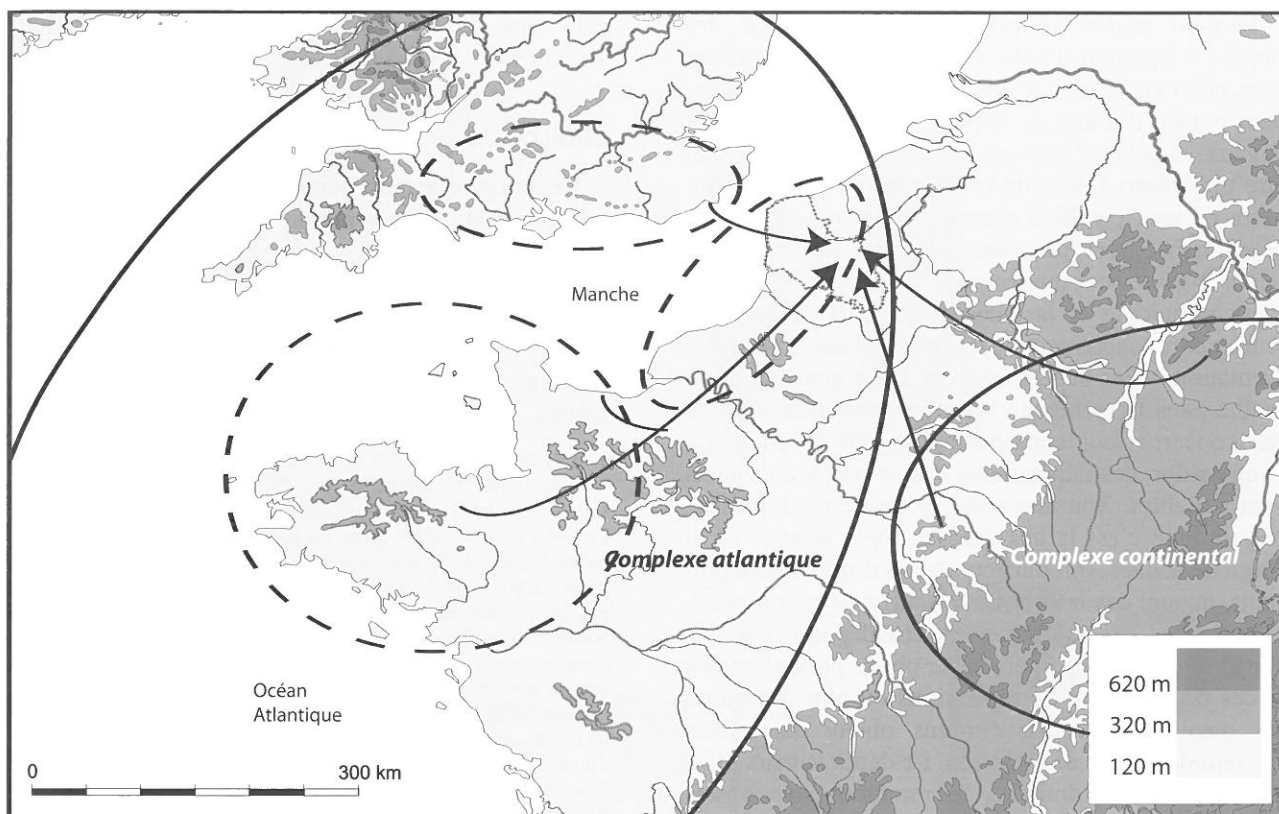 Manche
Complexe atlantique
Complexe continental
Océan
Atlantique
620 m
320 m
120 m
0 300 km